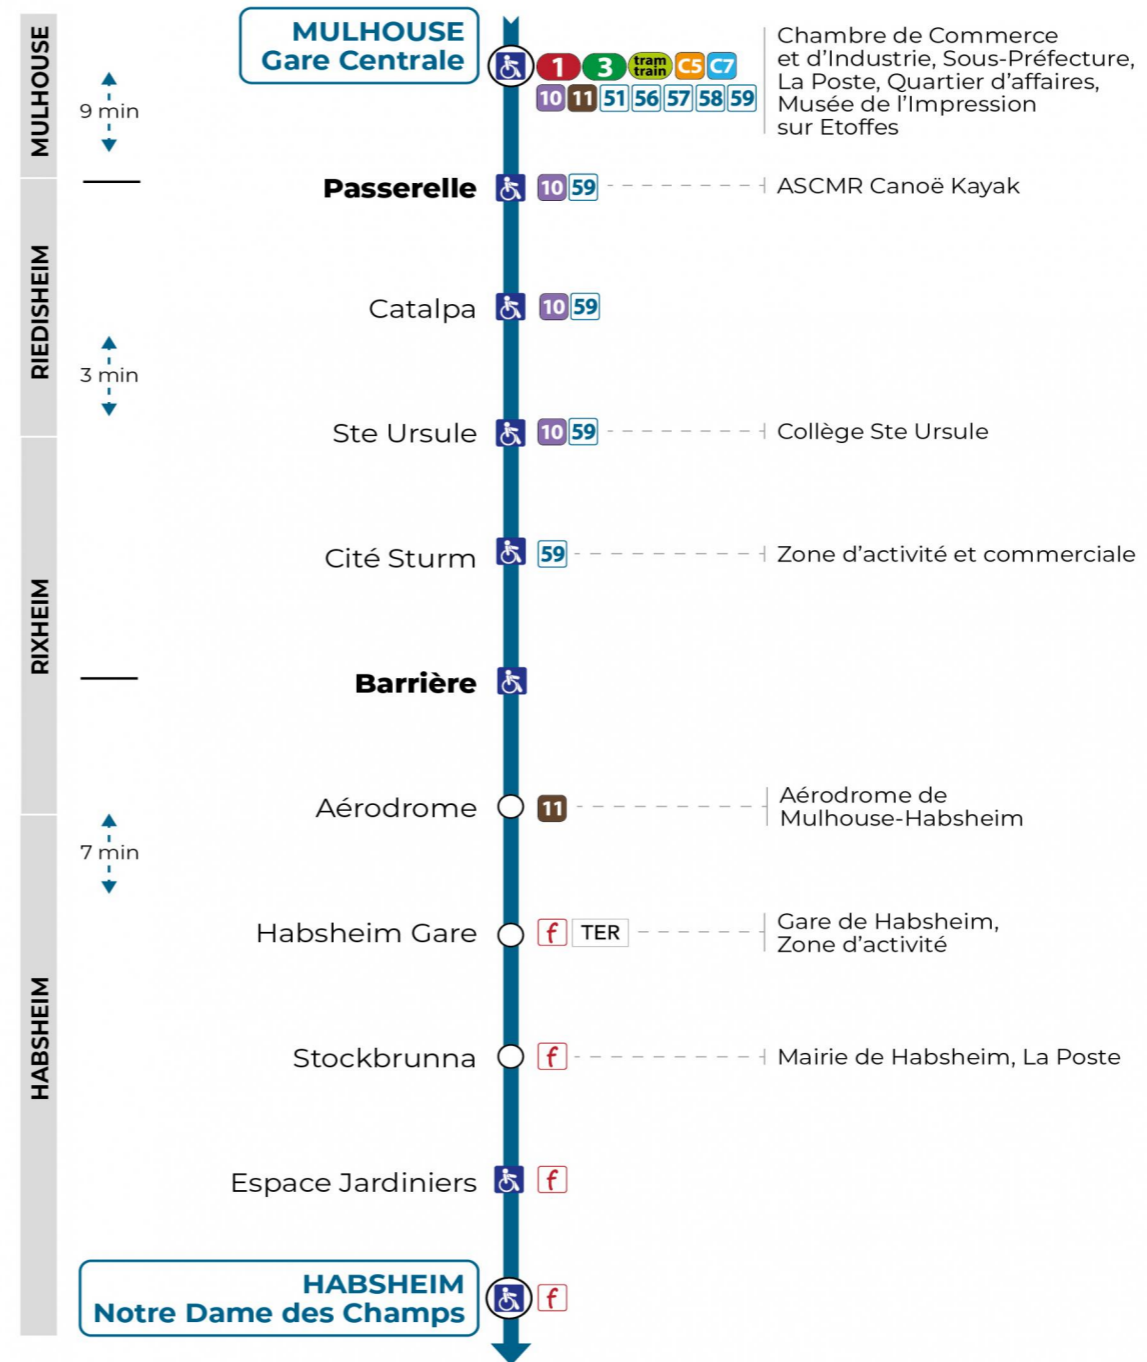 MULHOUSE
MULHOUSE
Gare Centrale
1 3 tram train C5 C7
10 11 51 56 57 58 59
Chambre de Commerce
et d'Industrie, Sous-Préfecture,
La Poste, Quartier d'affaires,
Musée de l'Impression
sur Etoffes
9 min
RIEDISHEIM
Passerelle
10 59
ASCMR Canoë Kayak
Catalpa
10 59
3 min
Ste Ursule
10 59
Collège Ste Ursule
RIXHEIM
Cité Sturm
59
Zone d'activité et commerciale
Barrière
Aérodrome
11
Aérodrome de
Mulhouse-Habsheim
7 min
HABSHEIM
Habsheim Gare
f TER
Gare de Habsheim,
Zone d'activité
Stockbrunna
f
Mairie de Habsheim, La Poste
Espace Jardiniers
f
HABSHEIM
Notre Dame des Champs
f